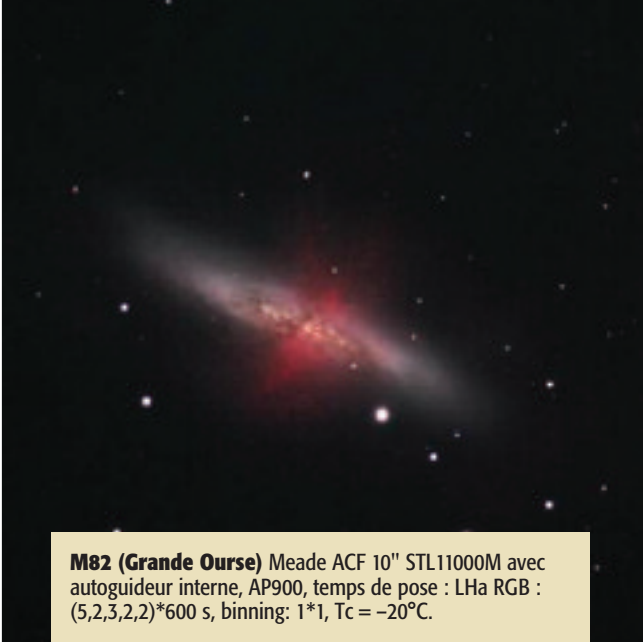 M82 (Grande Ourse) Meade ACF 10" STL11000M avec
autoguideur interne, AP900, temps de pose : LHa RGB :
(5,2,3,2,2)*600 s, binning: 1*1, Tc = –20°C.